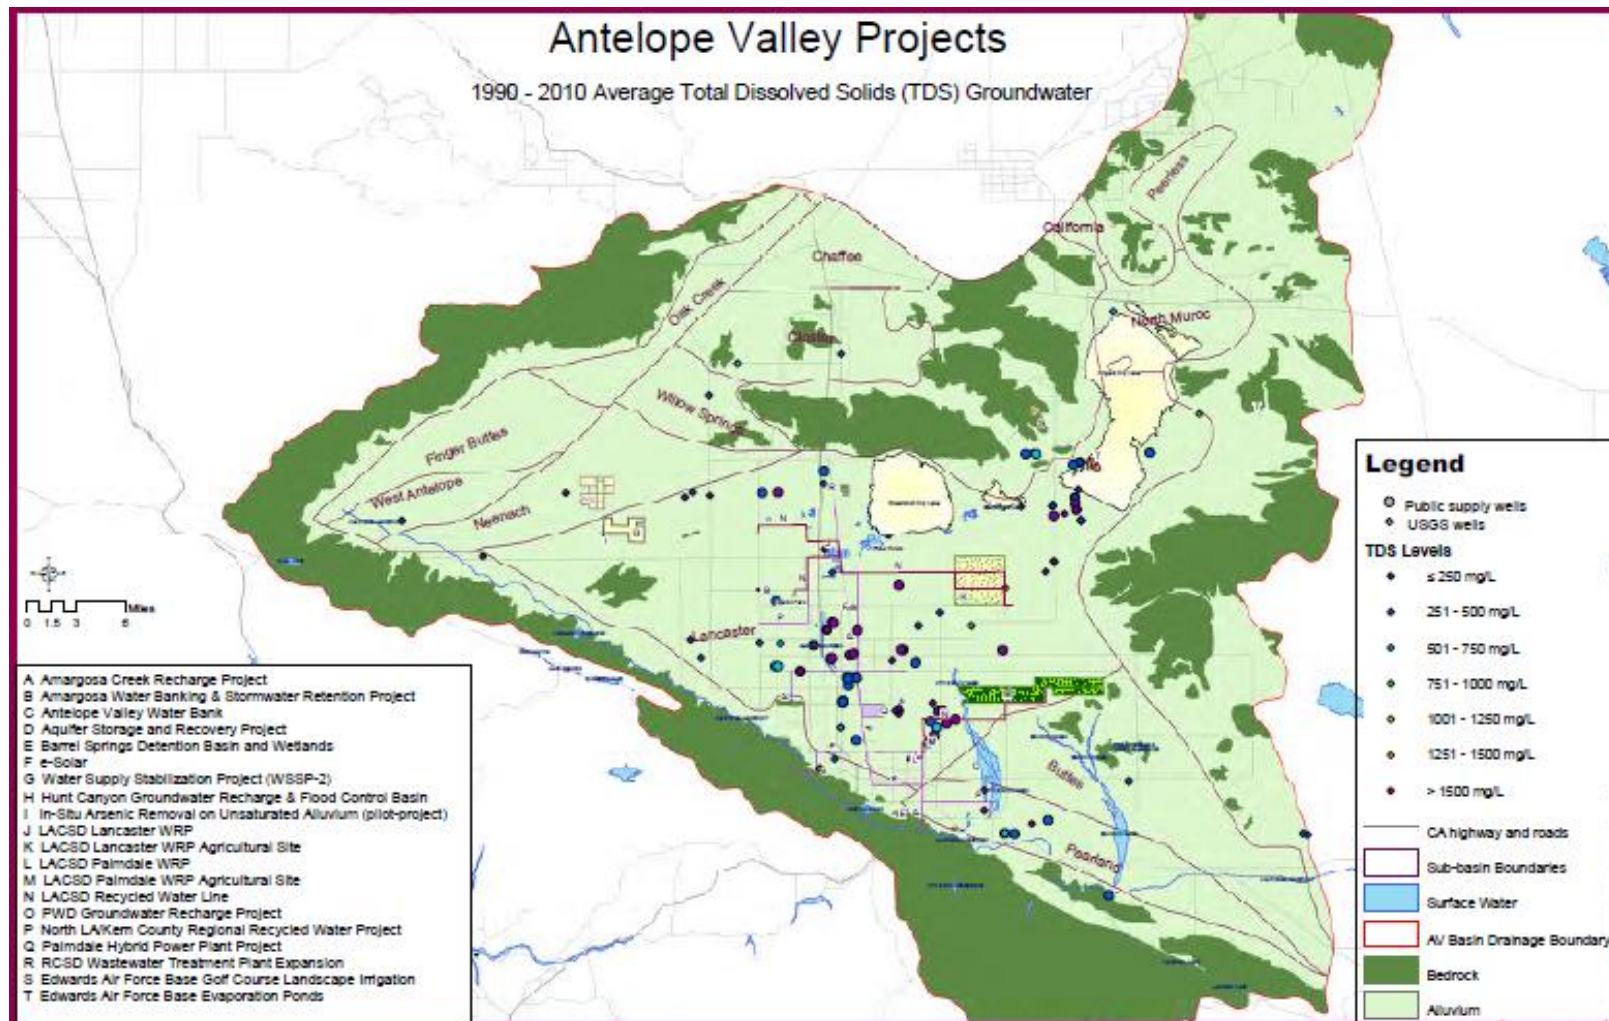 Antelope Valley Projects
1990 - 2010 Average Total Dissolved Solids (TDS) Groundwater
Peerless
California
Chaffee
Oak Creek
North Muroc
Gloster
Willow Springs
Finger Buttes
West Antelope
Neenach
Lancaster
Buttes
Pearland
Miles
0 1.5 3 6
A Amargosa Creek Recharge Project
B Amargosa Water Banking & Stormwater Retention Project
C Antelope Valley Water Bank
D Aquifer Storage and Recovery Project
E Barrel Springs Detention Basin and Wetlands
F e-Solar
G Water Supply Stabilization Project (WSSP-2)
H Hunt Canyon Groundwater Recharge & Flood Control Basin
I In-Situ Arsenic Removal on Unsaturated Alluvium (pilot-project)
J LACSD Lancaster WRP
K LACSD Lancaster WRP Agricultural Site
L LACSD Palmdale WRP
M LACSD Palmdale WRP Agricultural Site
N LACSD Recycled Water Line
O PWD Groundwater Recharge Project
P North LA/Kern County Regional Recycled Water Project
Q Palmdale Hybrid Power Plant Project
R RCSD Wastewater Treatment Plant Expansion
S Edwards Air Force Base Golf Course Landscape Irrigation
T Edwards Air Force Base Evaporation Ponds
Legend
Public supply wells
USGS wells
TDS Levels
≤ 250 mg/L
251 - 500 mg/L
501 - 750 mg/L
751 - 1000 mg/L
1001 - 1250 mg/L
1251 - 1500 mg/L
> 1500 mg/L
CA highway and roads
Sub-basin Boundaries
Surface Water
AV Basin Drainage Boundary
Bedrock
Alluvium